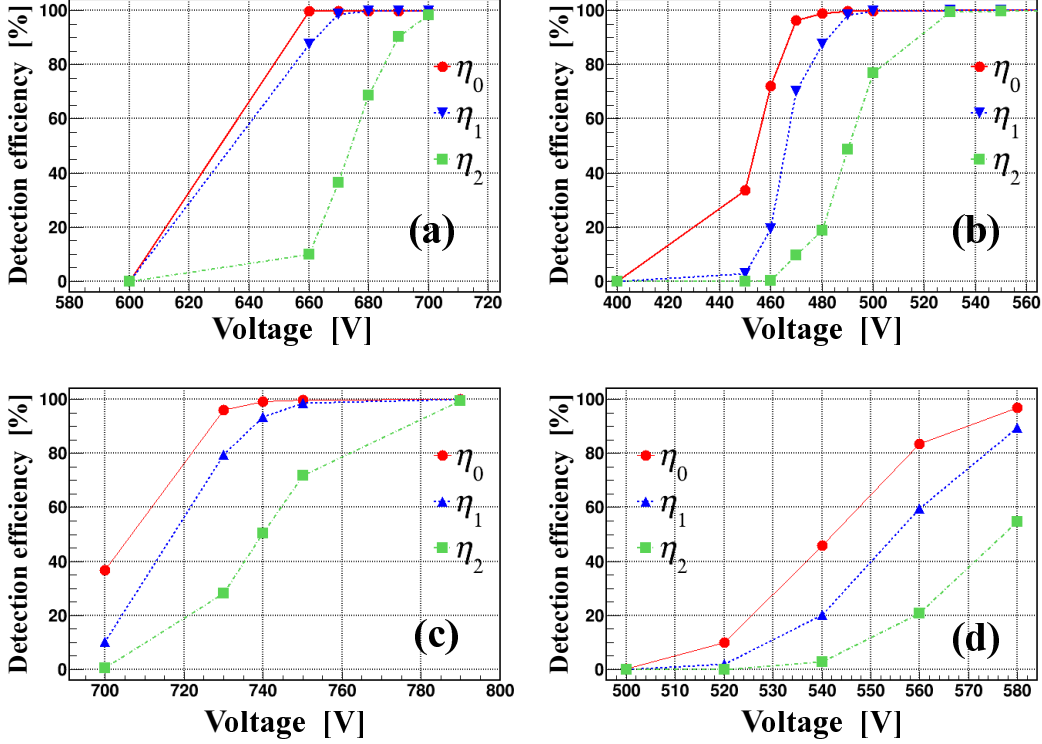 Detection efficiency [%]
100
80
60
40
20
0
η0
η1
η2
(a)
580 600 620 640 660 680 700 720
Voltage [V]
Detection efficiency [%]
100
80
60
40
20
0
η0
η1
η2
(b)
400 420 440 460 480 500 520 540 560
Voltage [V]
Detection efficiency [%]
100
80
60
40
20
0
η0
η1
η2
(c)
700 720 740 760 780 800
Voltage [V]
Detection efficiency [%]
100
80
60
40
20
0
η0
η1
η2
(d)
500 510 520 530 540 550 560 570 580
Voltage [V]